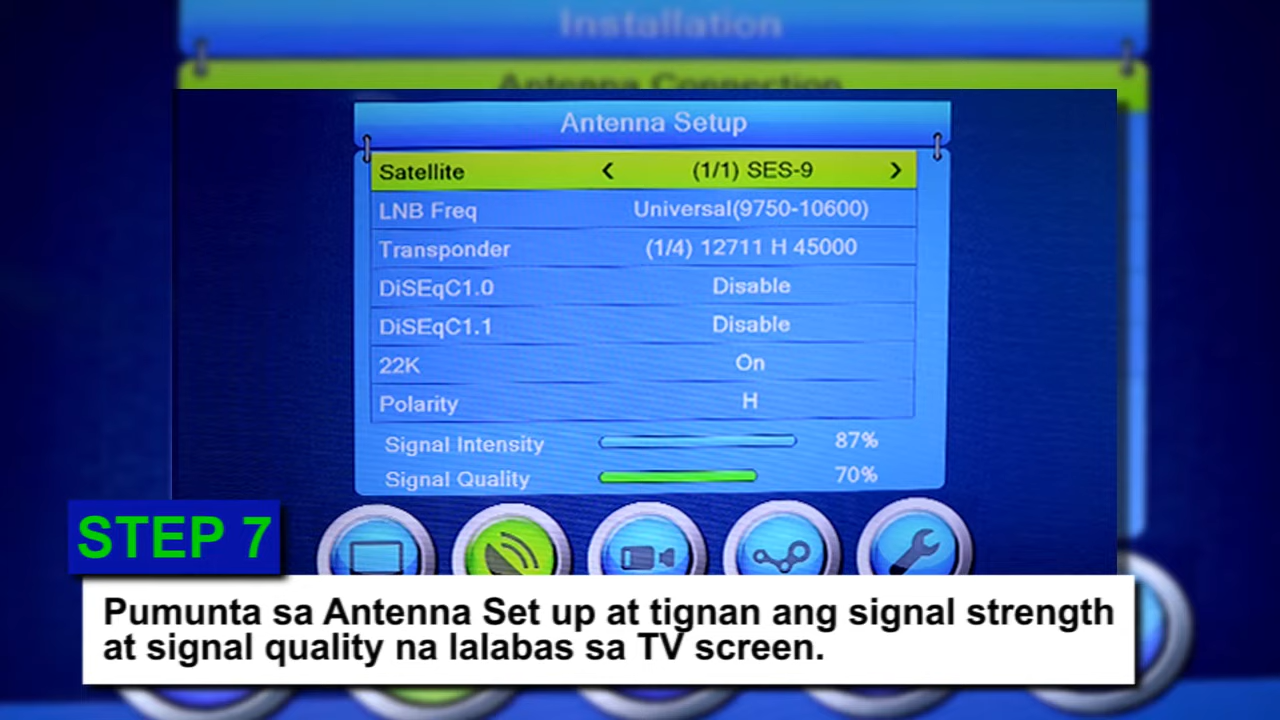 Installation
Antenna Connection
Antenna Setup
Satellite < (1/1) SES-9 >
LNB Freq Universal(9750-10600)
Transponder (1/4) 12711 H 45000
DiSEqC1.0 Disable
DiSEqC1.1 Disable
22K On
Polarity H
Signal Intensity 87%
Signal Quality 70%
STEP 7
Pumunta sa Antenna Set up at tignan ang signal strength
at signal quality na lalabas sa TV screen.